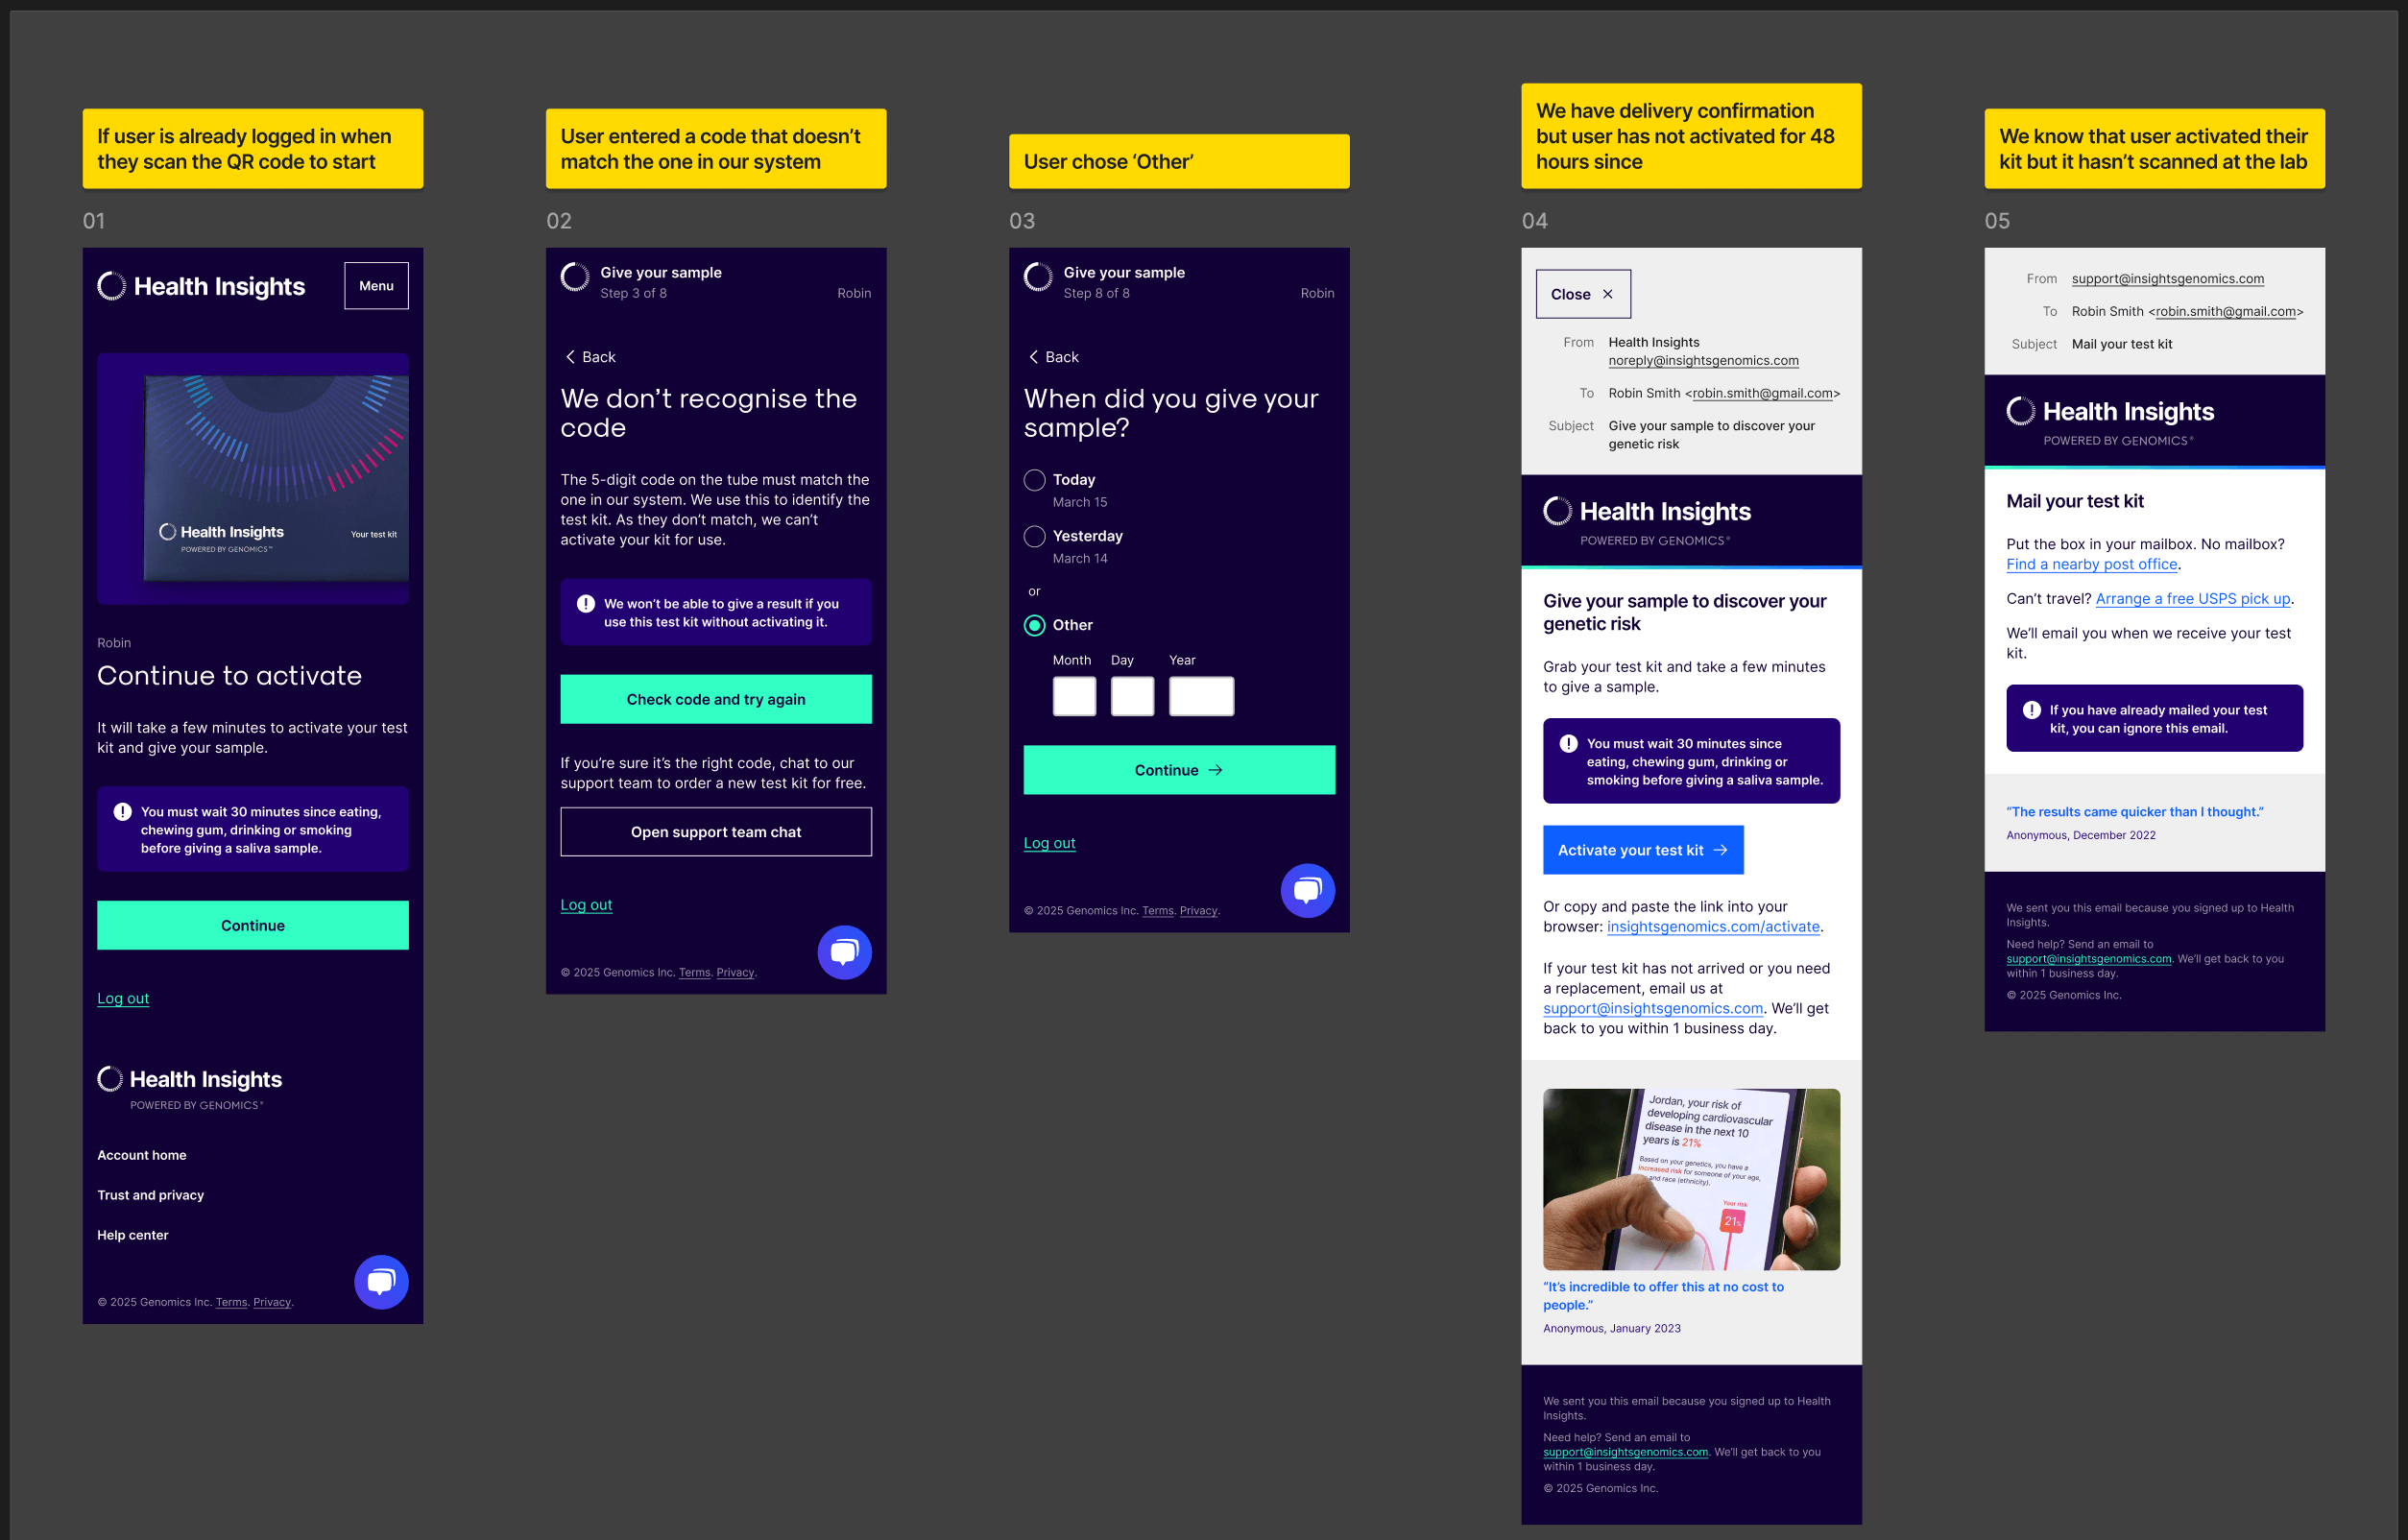 If user is already logged in when
they scan the QR code to start
01
Health Insights
Menu
Health Insights
POWERED BY GENOMICS™
Your test kit
Robin
Continue to activate
It will take a few minutes to activate your test
kit and give your sample.
You must wait 30 minutes since eating,
chewing gum, drinking or smoking
before giving a saliva sample.
Continue
Log out
Health Insights
POWERED BY GENOMICS®
Account home
Trust and privacy
Help center
© 2025 Genomics Inc. Terms. Privacy.
User entered a code that doesn’t
match the one in our system
02
Give your sample
Step 3 of 8
Robin
Back
We don’t recognise the
code
The 5-digit code on the tube must match the
one in our system. We use this to identify the
test kit. As they don’t match, we can’t
activate your kit for use.
We won’t be able to give a result if you
use this test kit without activating it.
Check code and try again
If you’re sure it’s the right code, chat to our
support team to order a new test kit for free.
Open support team chat
Log out
© 2025 Genomics Inc. Terms. Privacy.
User chose ‘Other’
03
Give your sample
Step 8 of 8
Robin
Back
When did you give your
sample?
Today
March 15
Yesterday
March 14
or
Other
Month Day Year
Continue
Log out
© 2025 Genomics Inc. Terms. Privacy.
We have delivery confirmation
but user has not activated for 48
hours since
04
Close
From Health Insights
noreply@insightsgenomics.com
To Robin Smith <robin.smith@gmail.com>
Subject Give your sample to discover your
genetic risk
Health Insights
POWERED BY GENOMICS®
Give your sample to discover your
genetic risk
Grab your test kit and take a few minutes
to give a sample.
You must wait 30 minutes since
eating, chewing gum, drinking or
smoking before giving a saliva sample.
Activate your test kit
Or copy and paste the link into your
browser: insightsgenomics.com/activate.
If your test kit has not arrived or you need
a replacement, email us at
support@insightsgenomics.com. We’ll get
back to you within 1 business day.
Jordan, your risk of
developing cardiovascular
disease in the next 10
years is 21%
Based on your genetics, you have a
increased risk for someone of your age,
and race (ethnicity).
Your risk
21%
“It’s incredible to offer this at no cost to
people.”
Anonymous, January 2023
We sent you this email because you signed up to Health
Insights.
Need help? Send an email to
support@insightsgenomics.com. We’ll get back to you
within 1 business day.
© 2025 Genomics Inc.
We know that user activated their
kit but it hasn’t scanned at the lab
05
From support@insightsgenomics.com
To Robin Smith <robin.smith@gmail.com>
Subject Mail your test kit
Health Insights
POWERED BY GENOMICS®
Mail your test kit
Put the box in your mailbox. No mailbox?
Find a nearby post office.
Can’t travel? Arrange a free USPS pick up.
We’ll email you when we receive your test
kit.
If you have already mailed your test
kit, you can ignore this email.
“The results came quicker than I thought.”
Anonymous, December 2022
We sent you this email because you signed up to Health
Insights.
Need help? Send an email to
support@insightsgenomics.com. We’ll get back to you
within 1 business day.
© 2025 Genomics Inc.